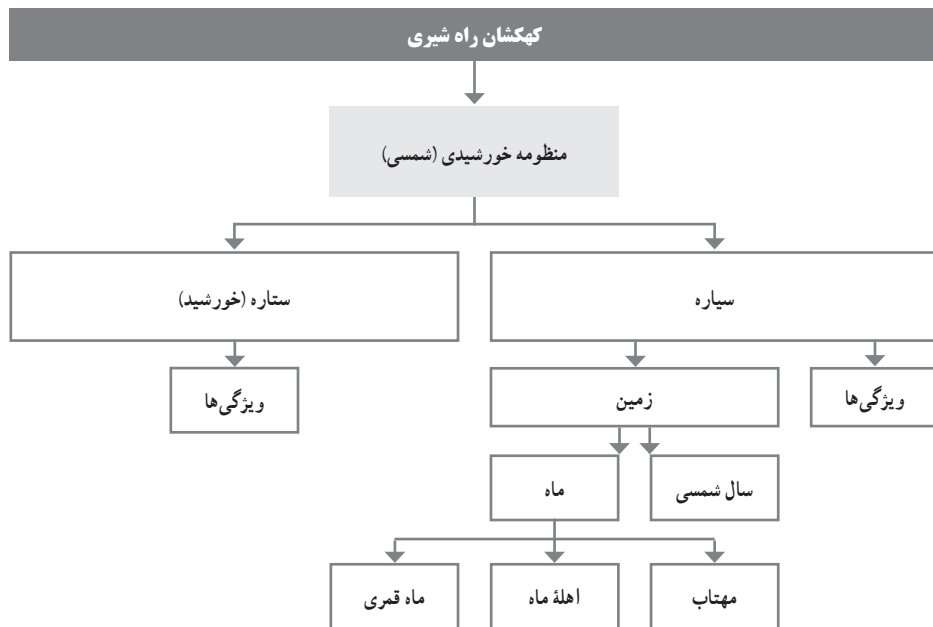 کهکشان راه شیری
منظومه خورشیدی (شمسی)
سیاره
ستاره (خورشید)
ویژگی‌ها
زمین
ویژگی‌ها
سال شمسی
ماه
مهتاب
اهلهٔ ماه
ماه قمری